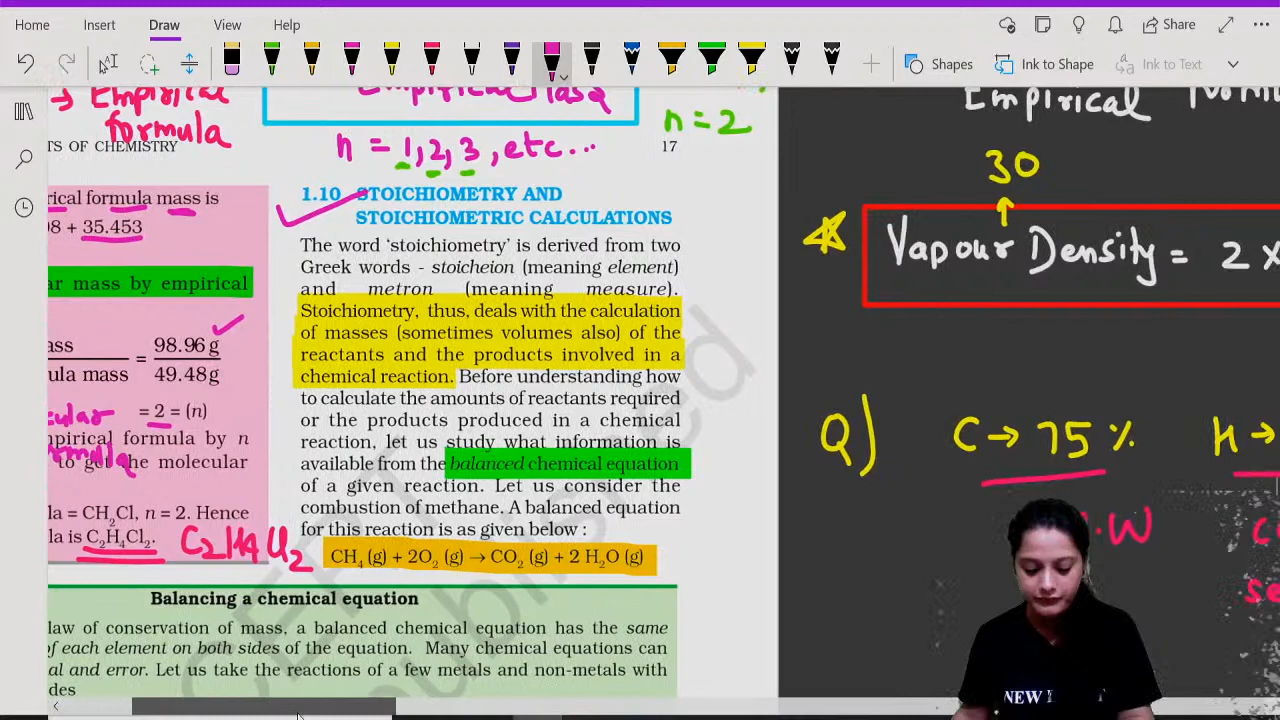 Home Insert Draw View Help
Share
Shapes Ink to Shape Ink to Text
→ Empirical
formula
Empirical
n = 1, 2, 3, etc...
n = 2
TS OF CHEMISTRY
17
rical formula mass is
98 + 35.453
ar mass by empirical
ass
ula mass
= 98.96 g
49.48 g
= 2 = (n)
npirical formula by n
to get the molecular
la = CH2Cl, n = 2. Hence
la is C2H4Cl2.
C2H4Cl2
1.10 STOICHIOMETRY AND
STOICHIOMETRIC CALCULATIONS
The word ‘stoichiometry’ is derived from two
Greek words - stoicheion (meaning element)
and metron (meaning measure).
Stoichiometry, thus, deals with the calculation
of masses (sometimes volumes also) of the
reactants and the products involved in a
chemical reaction. Before understanding how
to calculate the amounts of reactants required
or the products produced in a chemical
reaction, let us study what information is
available from the balanced chemical equation
of a given reaction. Let us consider the
combustion of methane. A balanced equation
for this reaction is as given below :
CH4 (g) + 2O2 (g) → CO2 (g) + 2 H2O (g)
Balancing a chemical equation
law of conservation of mass, a balanced chemical equation has the same
of each element on both sides of the equation. Many chemical equations can
al and error. Let us take the reactions of a few metals and non-metals with
des
Empirical
30
Vapour Density = 2 x
Q) C → 75 % H →
.W
NEW